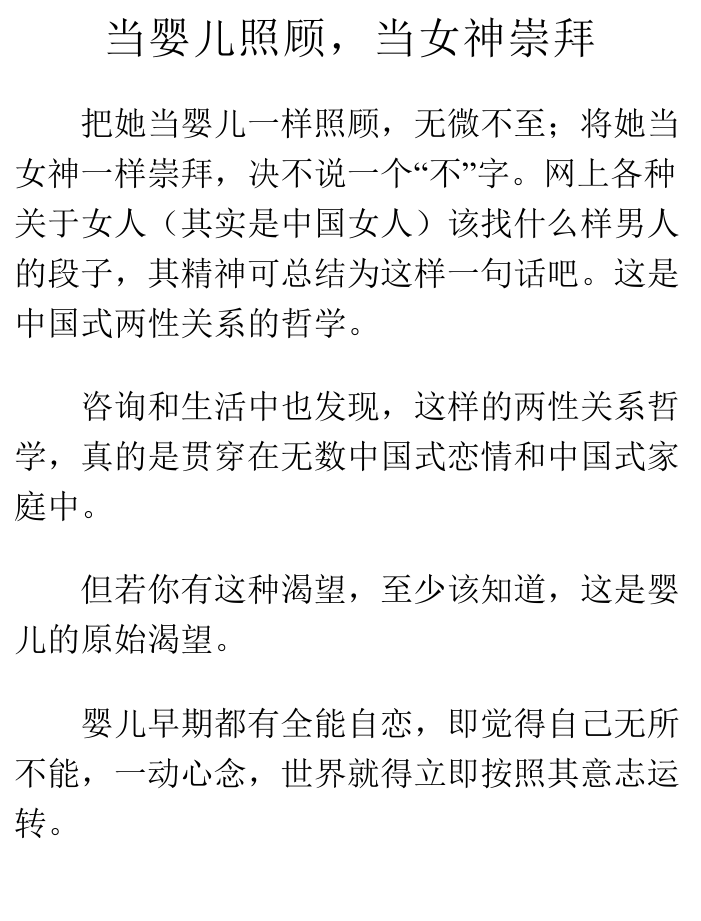 当婴儿照顾，当女神崇拜
把她当婴儿一样照顾，无微不至；将她当
女神一样崇拜，决不说一个“不”字。网上各种
关于女人（其实是中国女人）该找什么样男人
的段子，其精神可总结为这样一句话吧。这是
中国式两性关系的哲学。
咨询和生活中也发现，这样的两性关系哲
学，真的是贯穿在无数中国式恋情和中国式家
庭中。
但若你有这种渴望，至少该知道，这是婴
儿的原始渴望。
婴儿早期都有全能自恋，即觉得自己无所
不能，一动心念，世界就得立即按照其意志运
转。